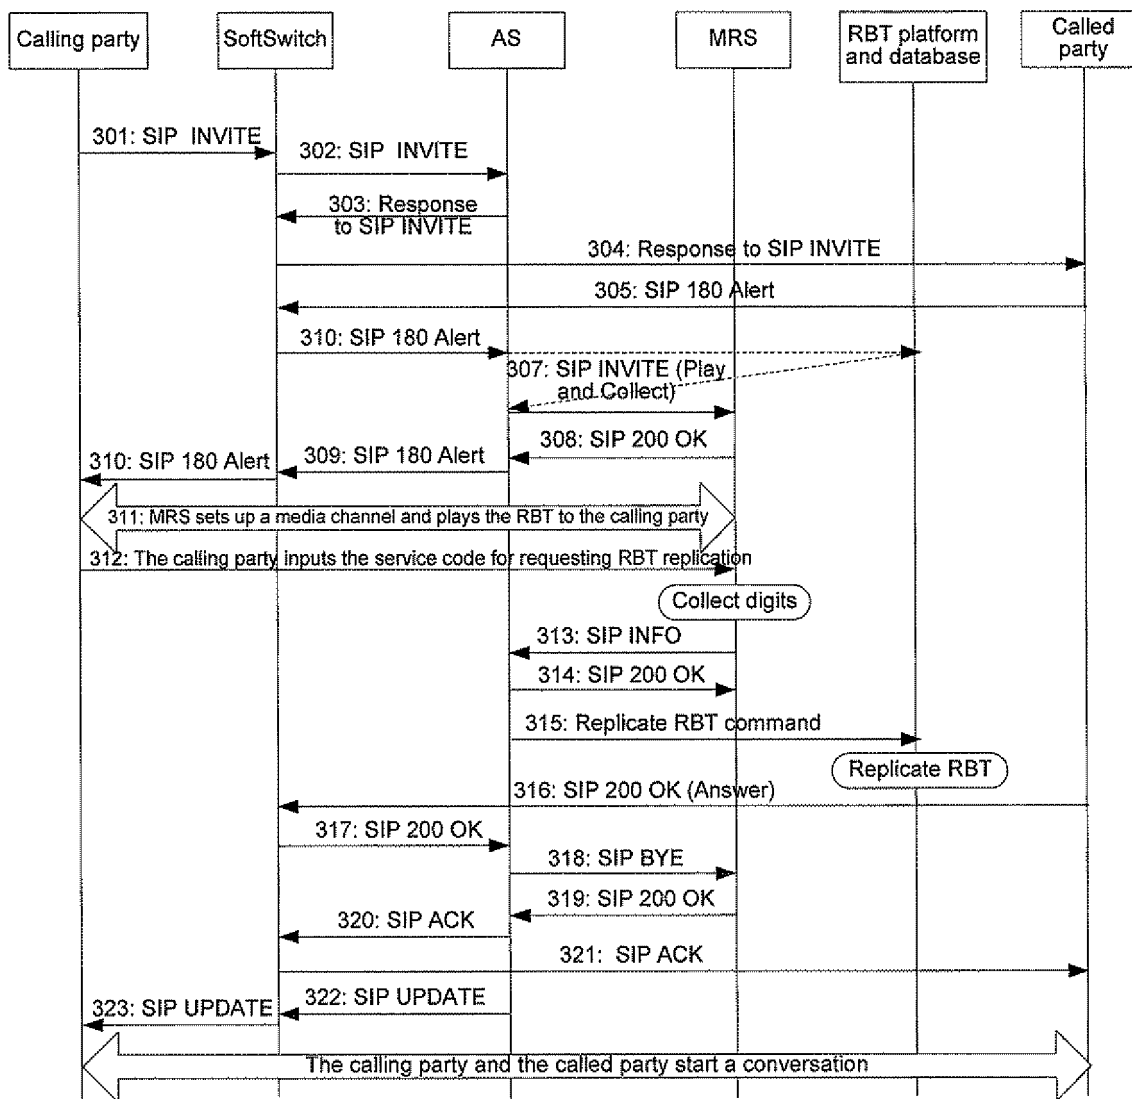 Calling party
SoftSwitch
AS
MRS
RBT platform
and database
Called
party
301: SIP INVITE
302: SIP INVITE
303: Response
to SIP INVITE
304: Response to SIP INVITE
305: SIP 180 Alert
310: SIP 180 Alert
307: SIP INVITE (Play
and Collect)
308: SIP 200 OK
309: SIP 180 Alert
310: SIP 180 Alert
311: MRS sets up a media channel and plays the RBT to the calling party
312: The calling party inputs the service code for requesting RBT replication
Collect digits
313: SIP INFO
314: SIP 200 OK
315: Replicate RBT command
Replicate RBT
316: SIP 200 OK (Answer)
317: SIP 200 OK
318: SIP BYE
319: SIP 200 OK
320: SIP ACK
321: SIP ACK
322: SIP UPDATE
323: SIP UPDATE
The calling party and the called party start a conversation